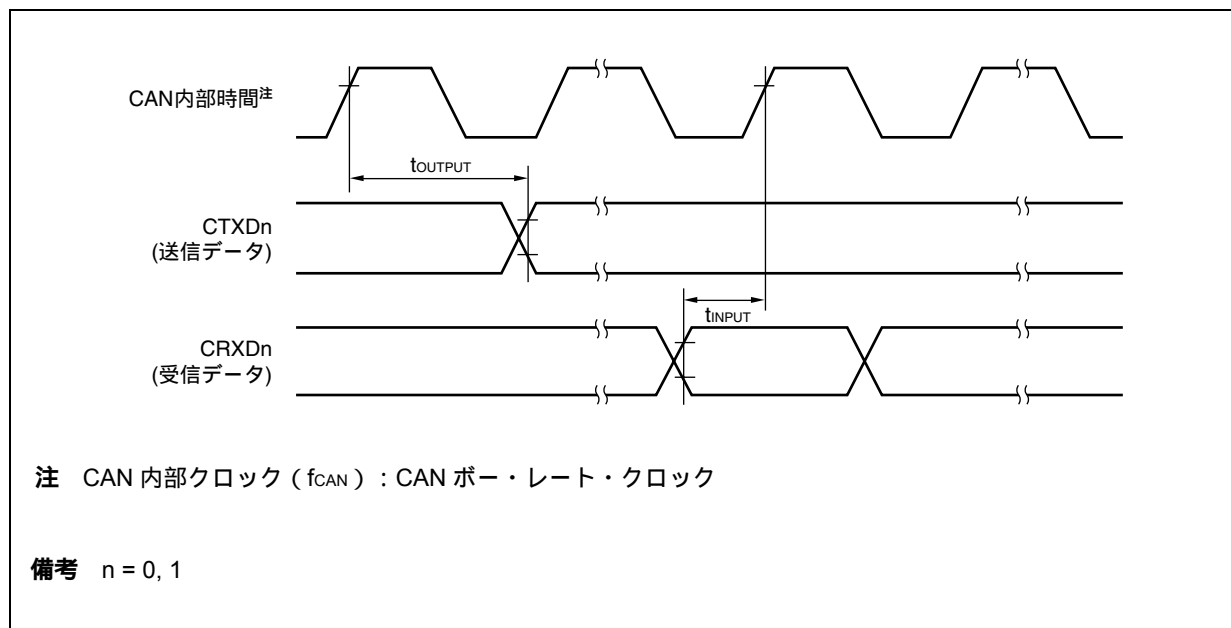 CAN内部時間注
tOUTPUT
CTXDn
(送信データ)
tINPUT
CRXDn
(受信データ)
注 CAN 内部クロック（fCAN）：CAN ボー・レート・クロック
備考 n = 0, 1